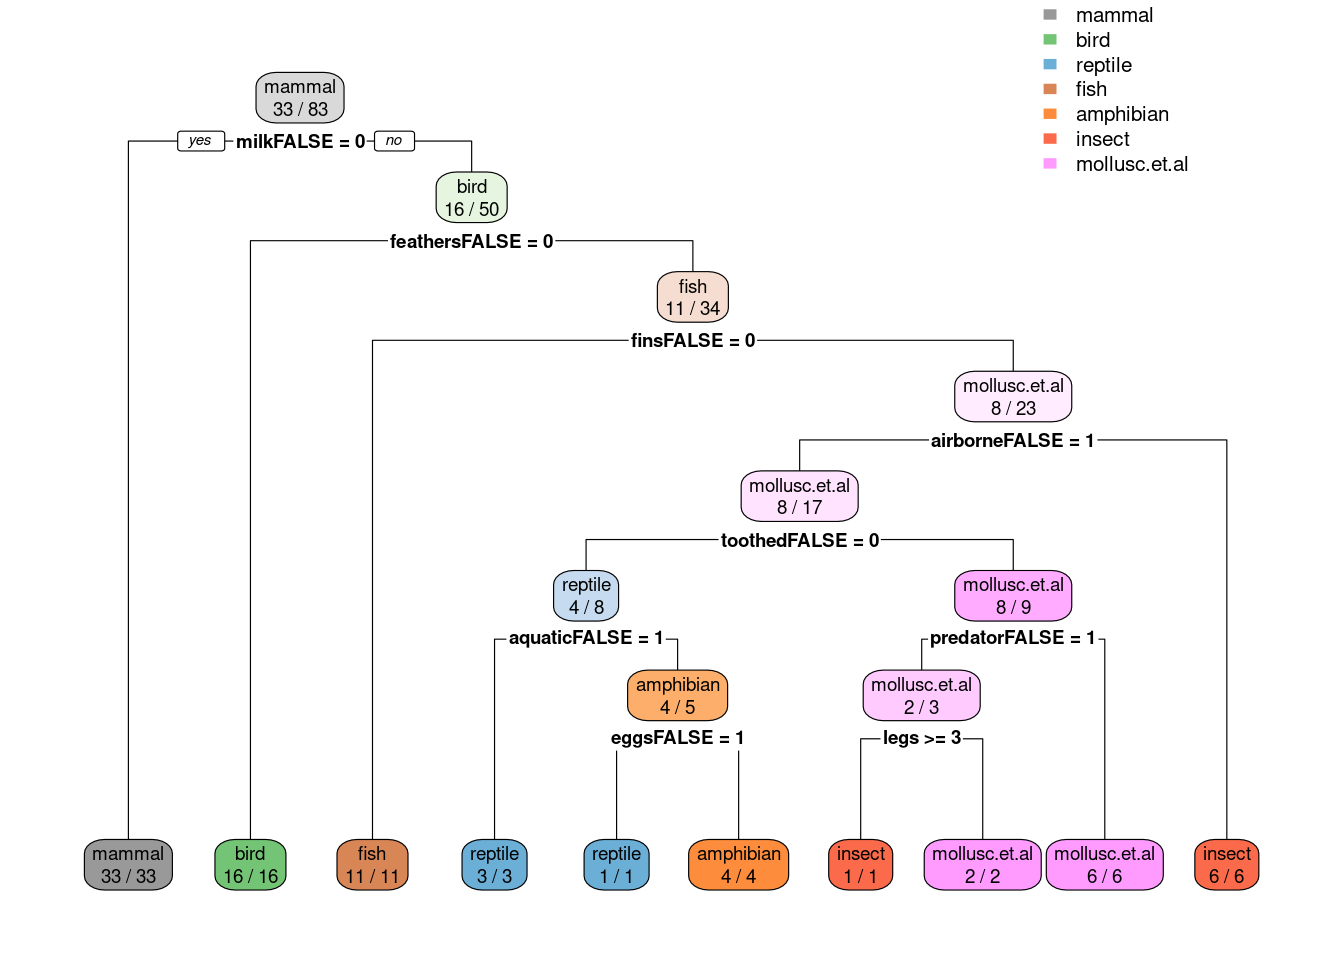 mammal
bird
reptile
fish
amphibian
insect
mollusc.et.al
mammal
33 / 83
yes milkFALSE = 0 no
bird
16 / 50
feathersFALSE = 0
fish
11 / 34
finsFALSE = 0
mollusc.et.al
8 / 23
airborneFALSE = 1
mollusc.et.al
8 / 17
toothedFALSE = 0
reptile
4 / 8
mollusc.et.al
8 / 9
aquaticFALSE = 1
predatorFALSE = 1
amphibian
4 / 5
mollusc.et.al
2 / 3
eggsFALSE = 1
legs >= 3
mammal
33 / 33
bird
16 / 16
fish
11 / 11
reptile
3 / 3
reptile
1 / 1
amphibian
4 / 4
insect
1 / 1
mollusc.et.al
2 / 2
mollusc.et.al
6 / 6
insect
6 / 6